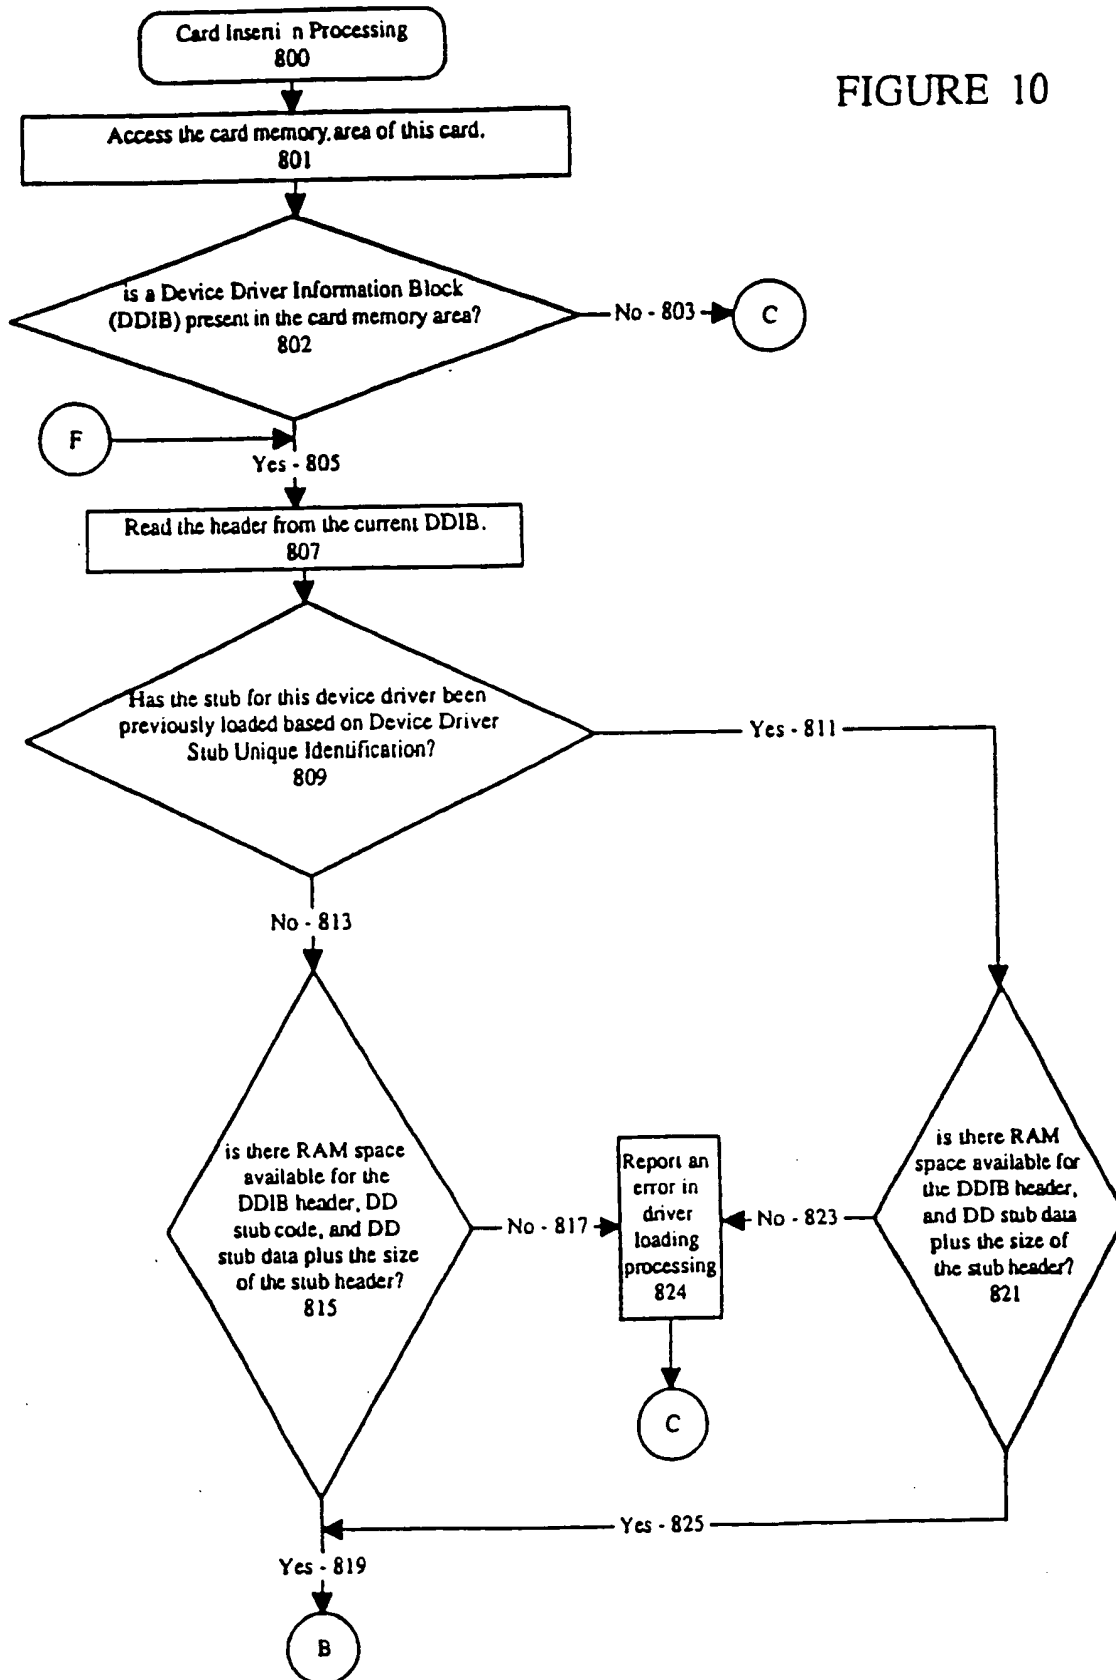 Card Inserti n Processing
800
FIGURE 10
Access the card memory area of this card.
801
is a Device Driver Information Block
(DDIB) present in the card memory area?
802
No - 803
C
F
Yes - 805
Read the header from the current DDIB.
807
Has the stub for this device driver been
previously loaded based on Device Driver
Stub Unique Identification?
809
Yes - 811
No - 813
is there RAM space
available for the
DDIB header, DD
stub code, and DD
stub data plus the size
of the stub header?
815
No - 817
Report an
error in
driver
loading
processing
824
No - 823
is there RAM
space available for
the DDIB header,
and DD stub data
plus the size of
the stub header?
821
C
Yes - 825
Yes - 819
B